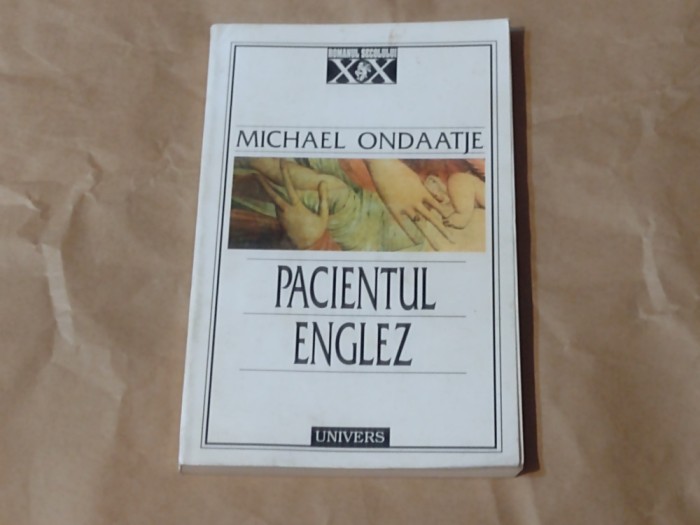 ROMANUL SECOLULUI
XX
MICHAEL ONDAATJE
PACIENTUL
ENGLEZ
UNIVERS